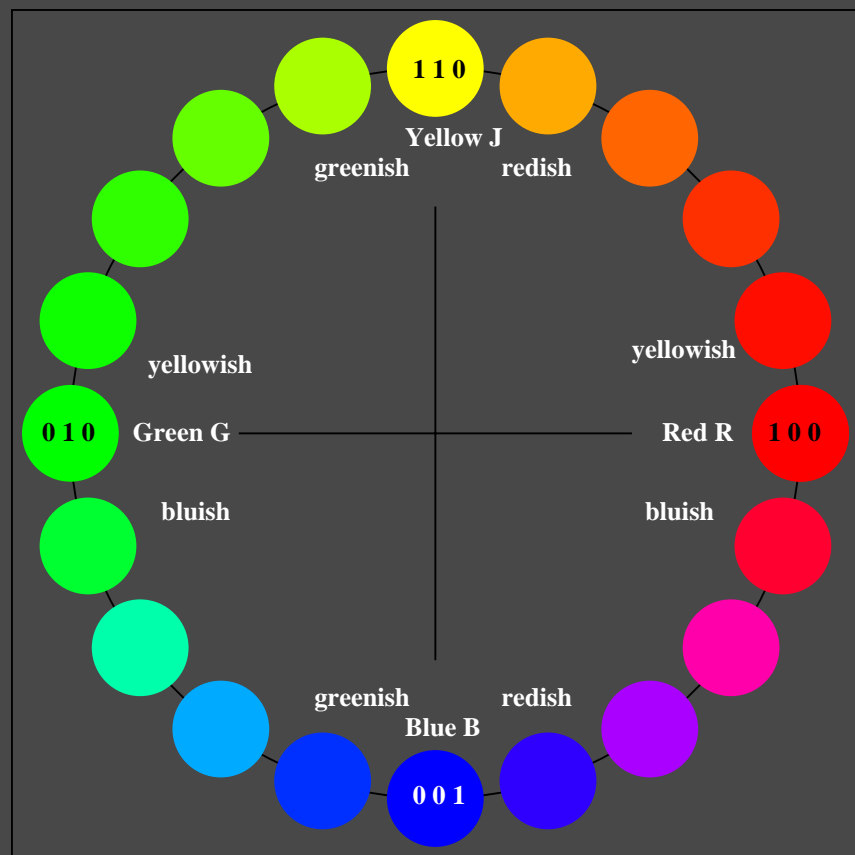 1 1 0
Yellow J
greenish
redish
yellowish
yellowish
0 1 0
Green G
Red R
1 0 0
bluish
bluish
greenish
redish
Blue B
0 0 1